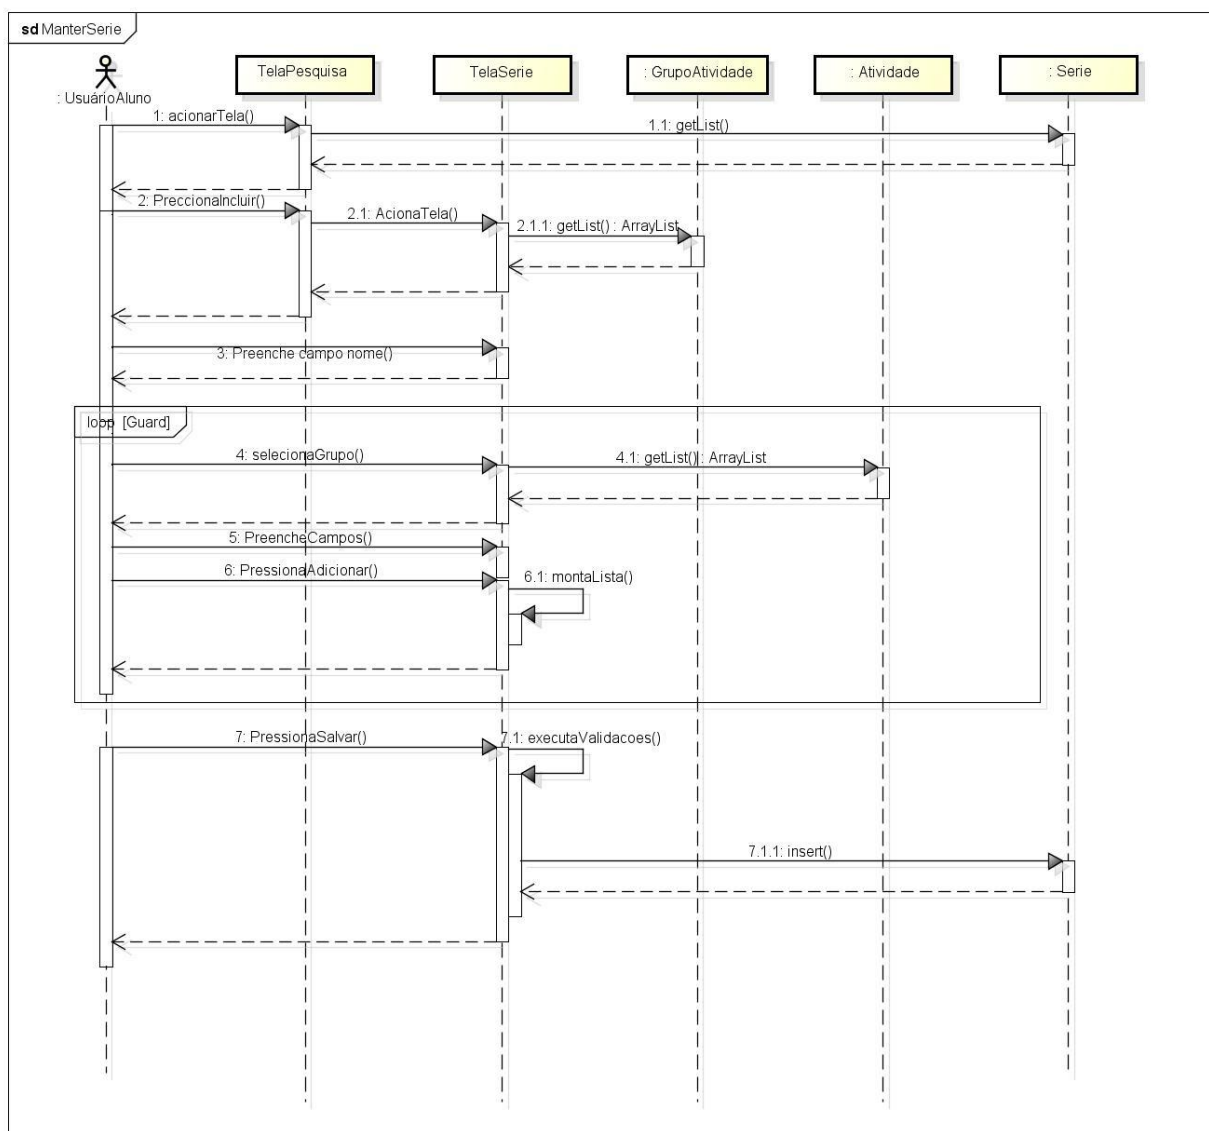 sd ManterSerie
: UsuárioAluno
TelaPesquisa
TelaSerie
: GrupoAtividade
: Atividade
: Serie
1: acionarTela()
1.1: getList()
2: PreccionaIncluir()
2.1: AcionaTela()
2.1.1: getList() : ArrayList
3: Preenche campo nome()
loop [Guard]
4: selecionaGrupo()
4.1: getList() : ArrayList
5: PreencheCampos()
6: PressionaAdicionar()
6.1: montaLista()
7: PressionaSalvar()
7.1: executaValidacoes()
7.1.1: insert()